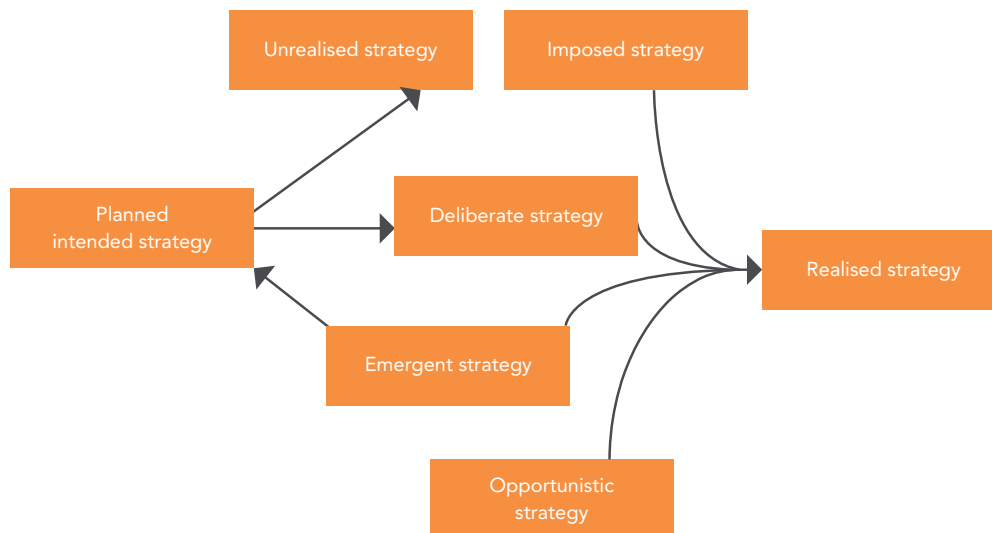 Unrealised strategy
Imposed strategy
Planned
intended strategy
Deliberate strategy
Realised strategy
Emergent strategy
Opportunistic
strategy